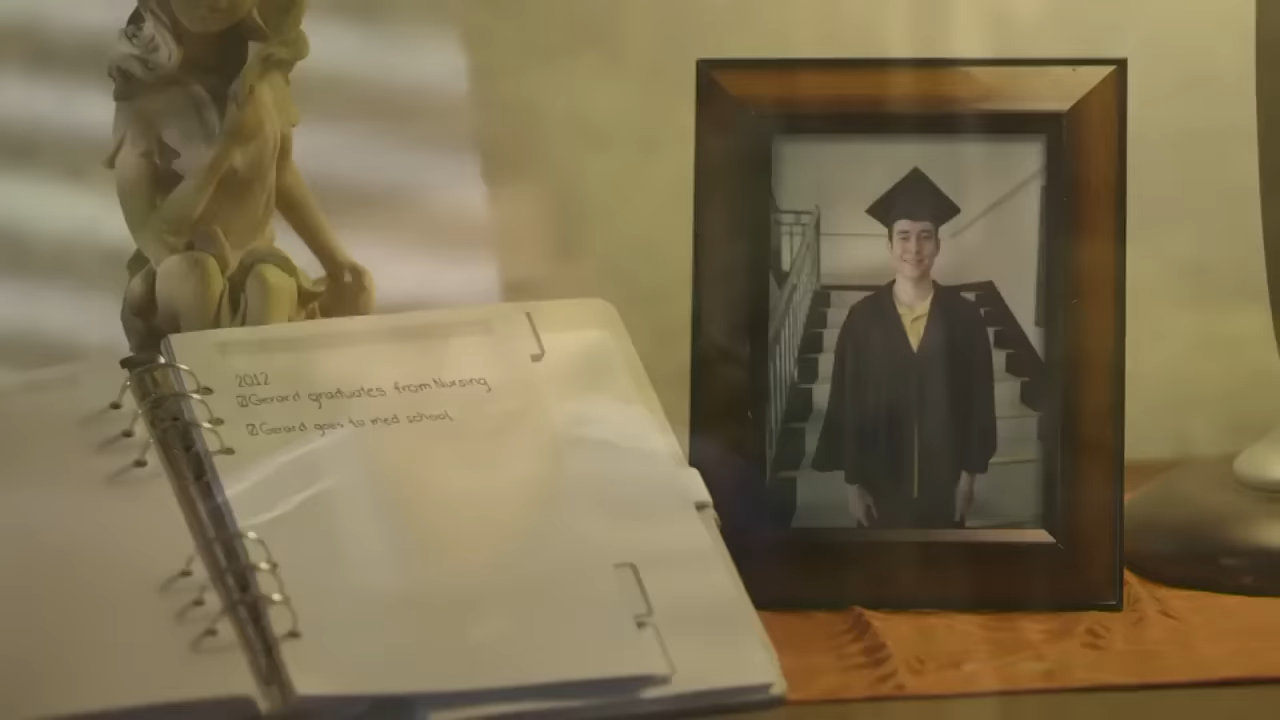 2012
☑Gerard graduates from Nursing
☑Gerard goes to med school